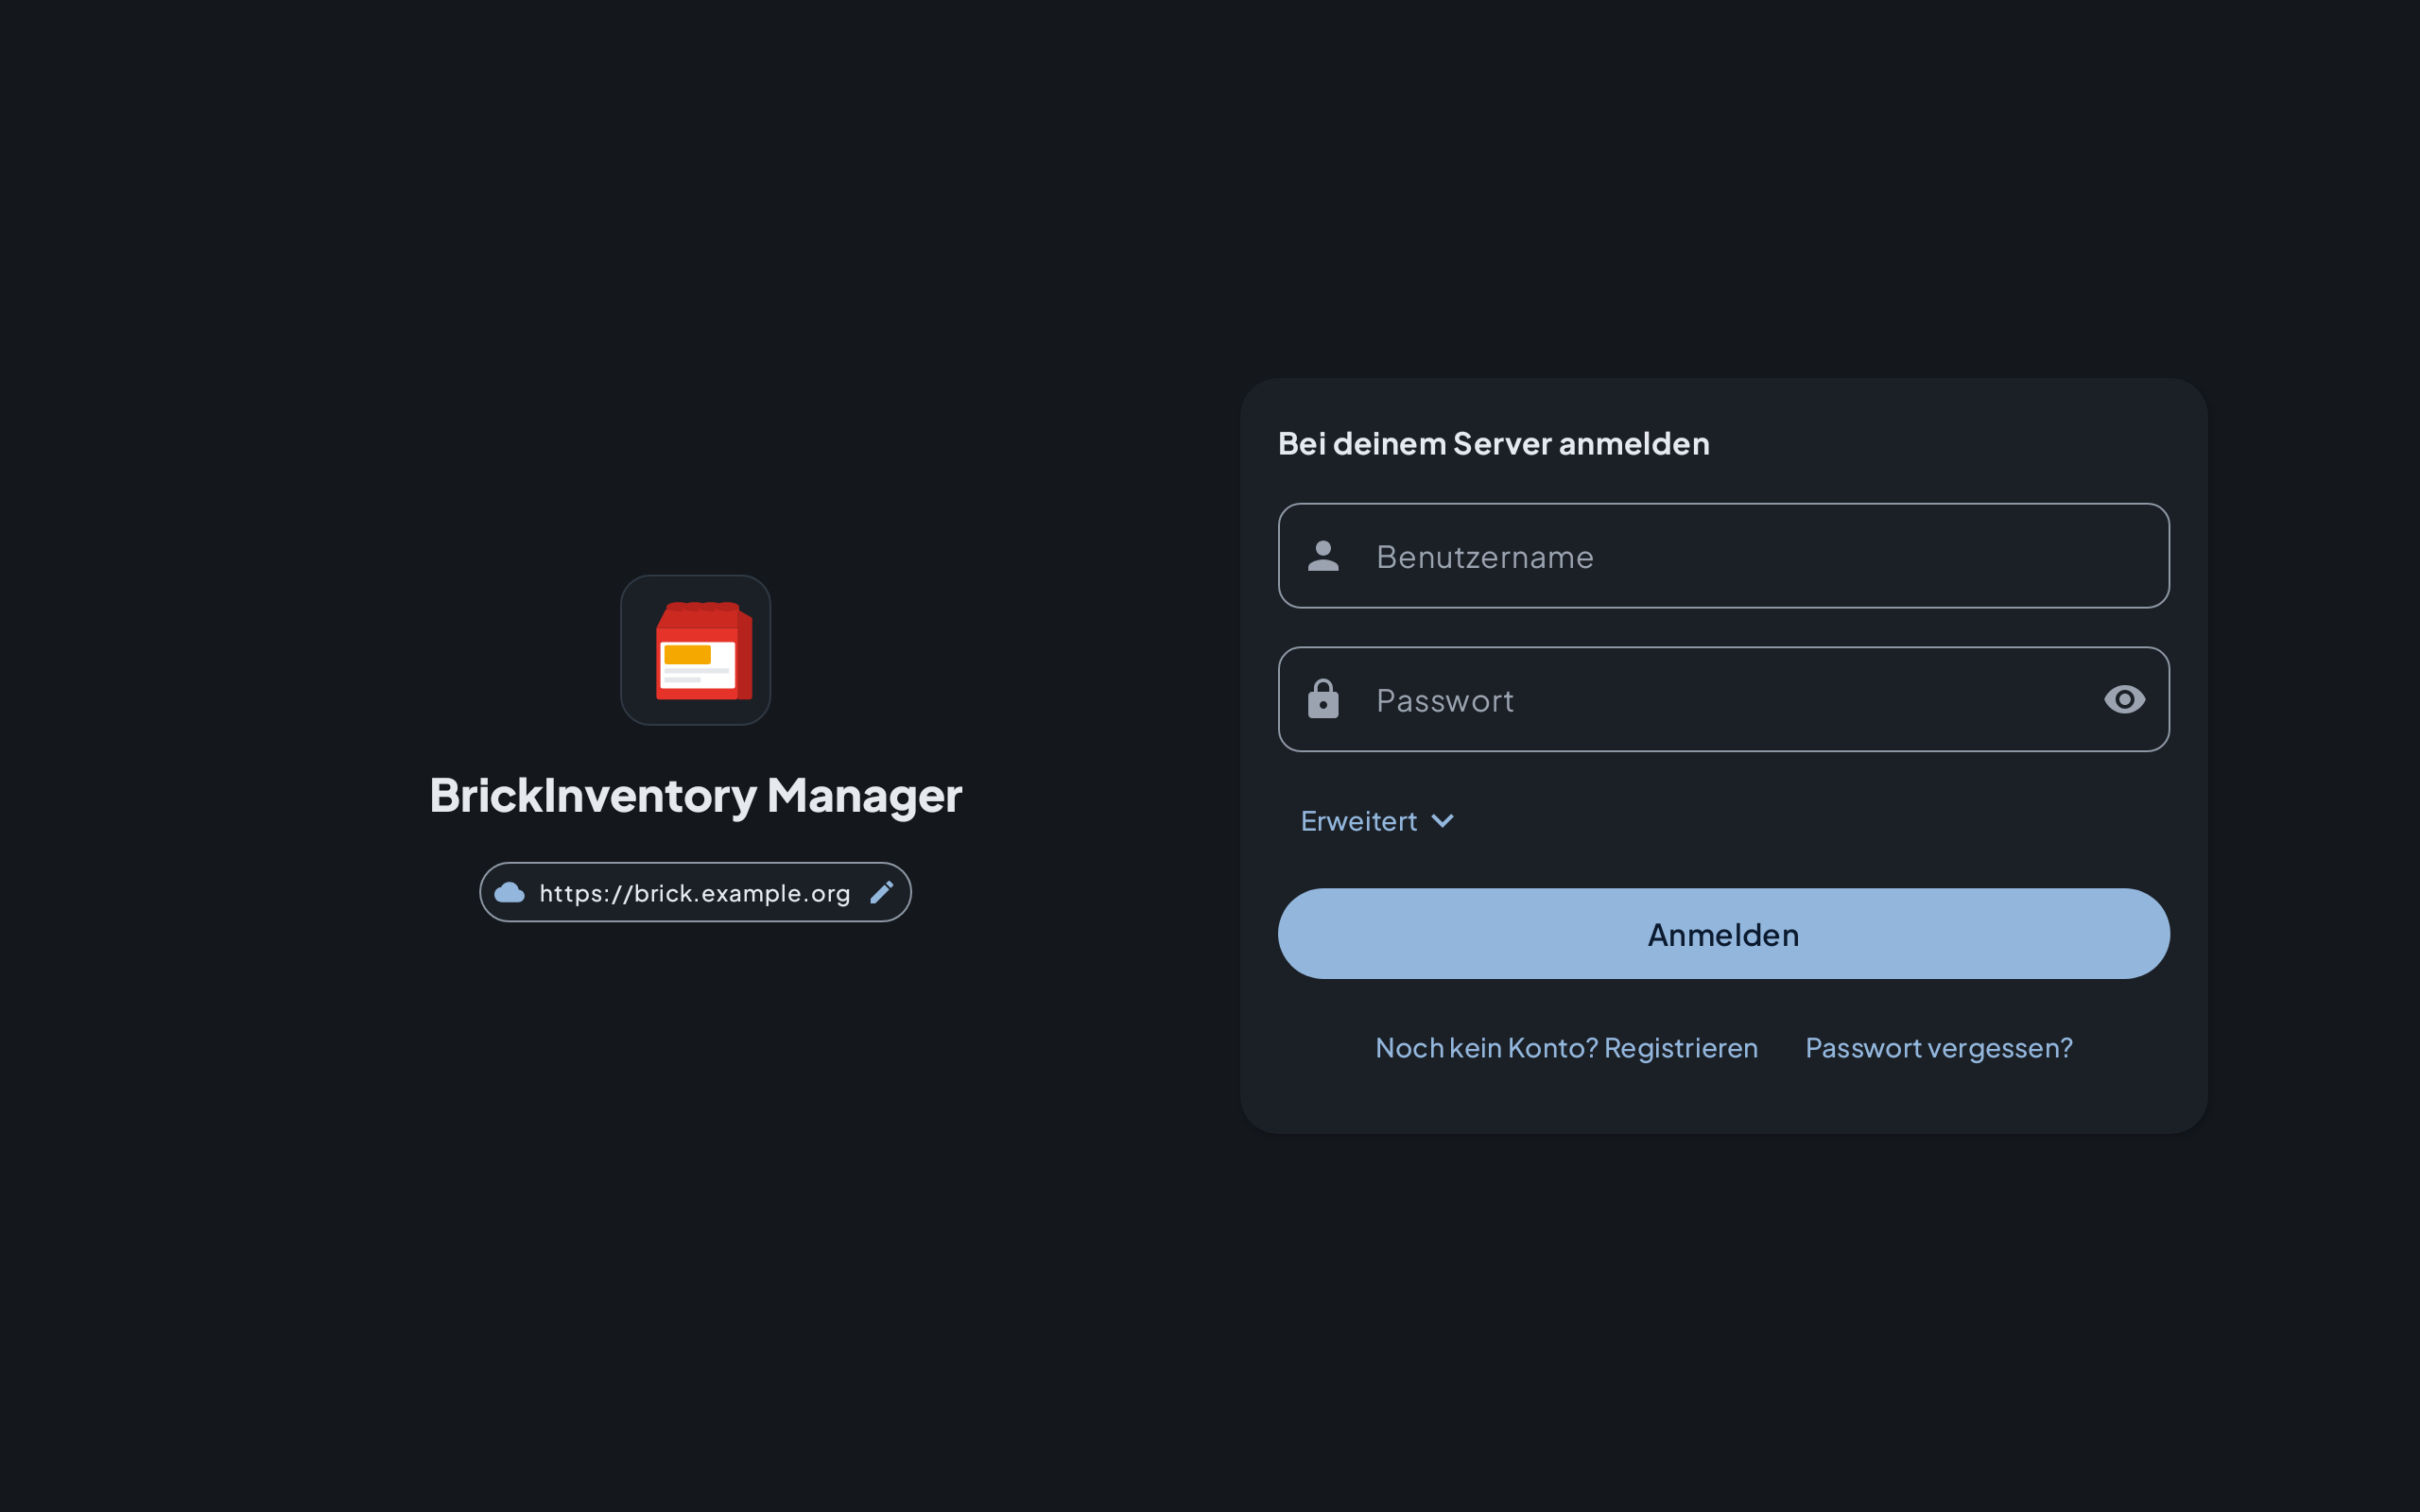 BrickInventory Manager
https://brick.example.org
Bei deinem Server anmelden
Benutzername
Passwort
Erweitert
Anmelden
Noch kein Konto? Registrieren
Passwort vergessen?